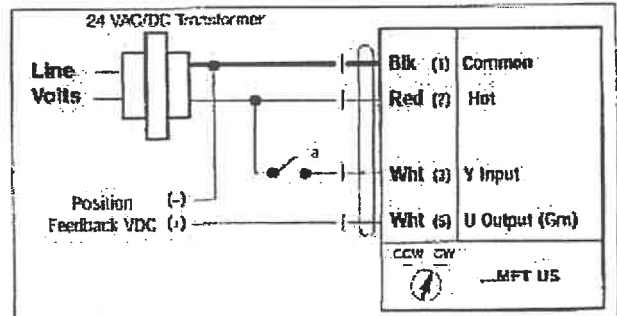 24 VAC/DC Transformer
Line
Volts
Blk (1) Common
Red (2) Hot
a
Wht (3) Y Input
Position (-)
Feedback VDC (+)
Wht (5) U Output (Grn)
CCW CW
MFT US